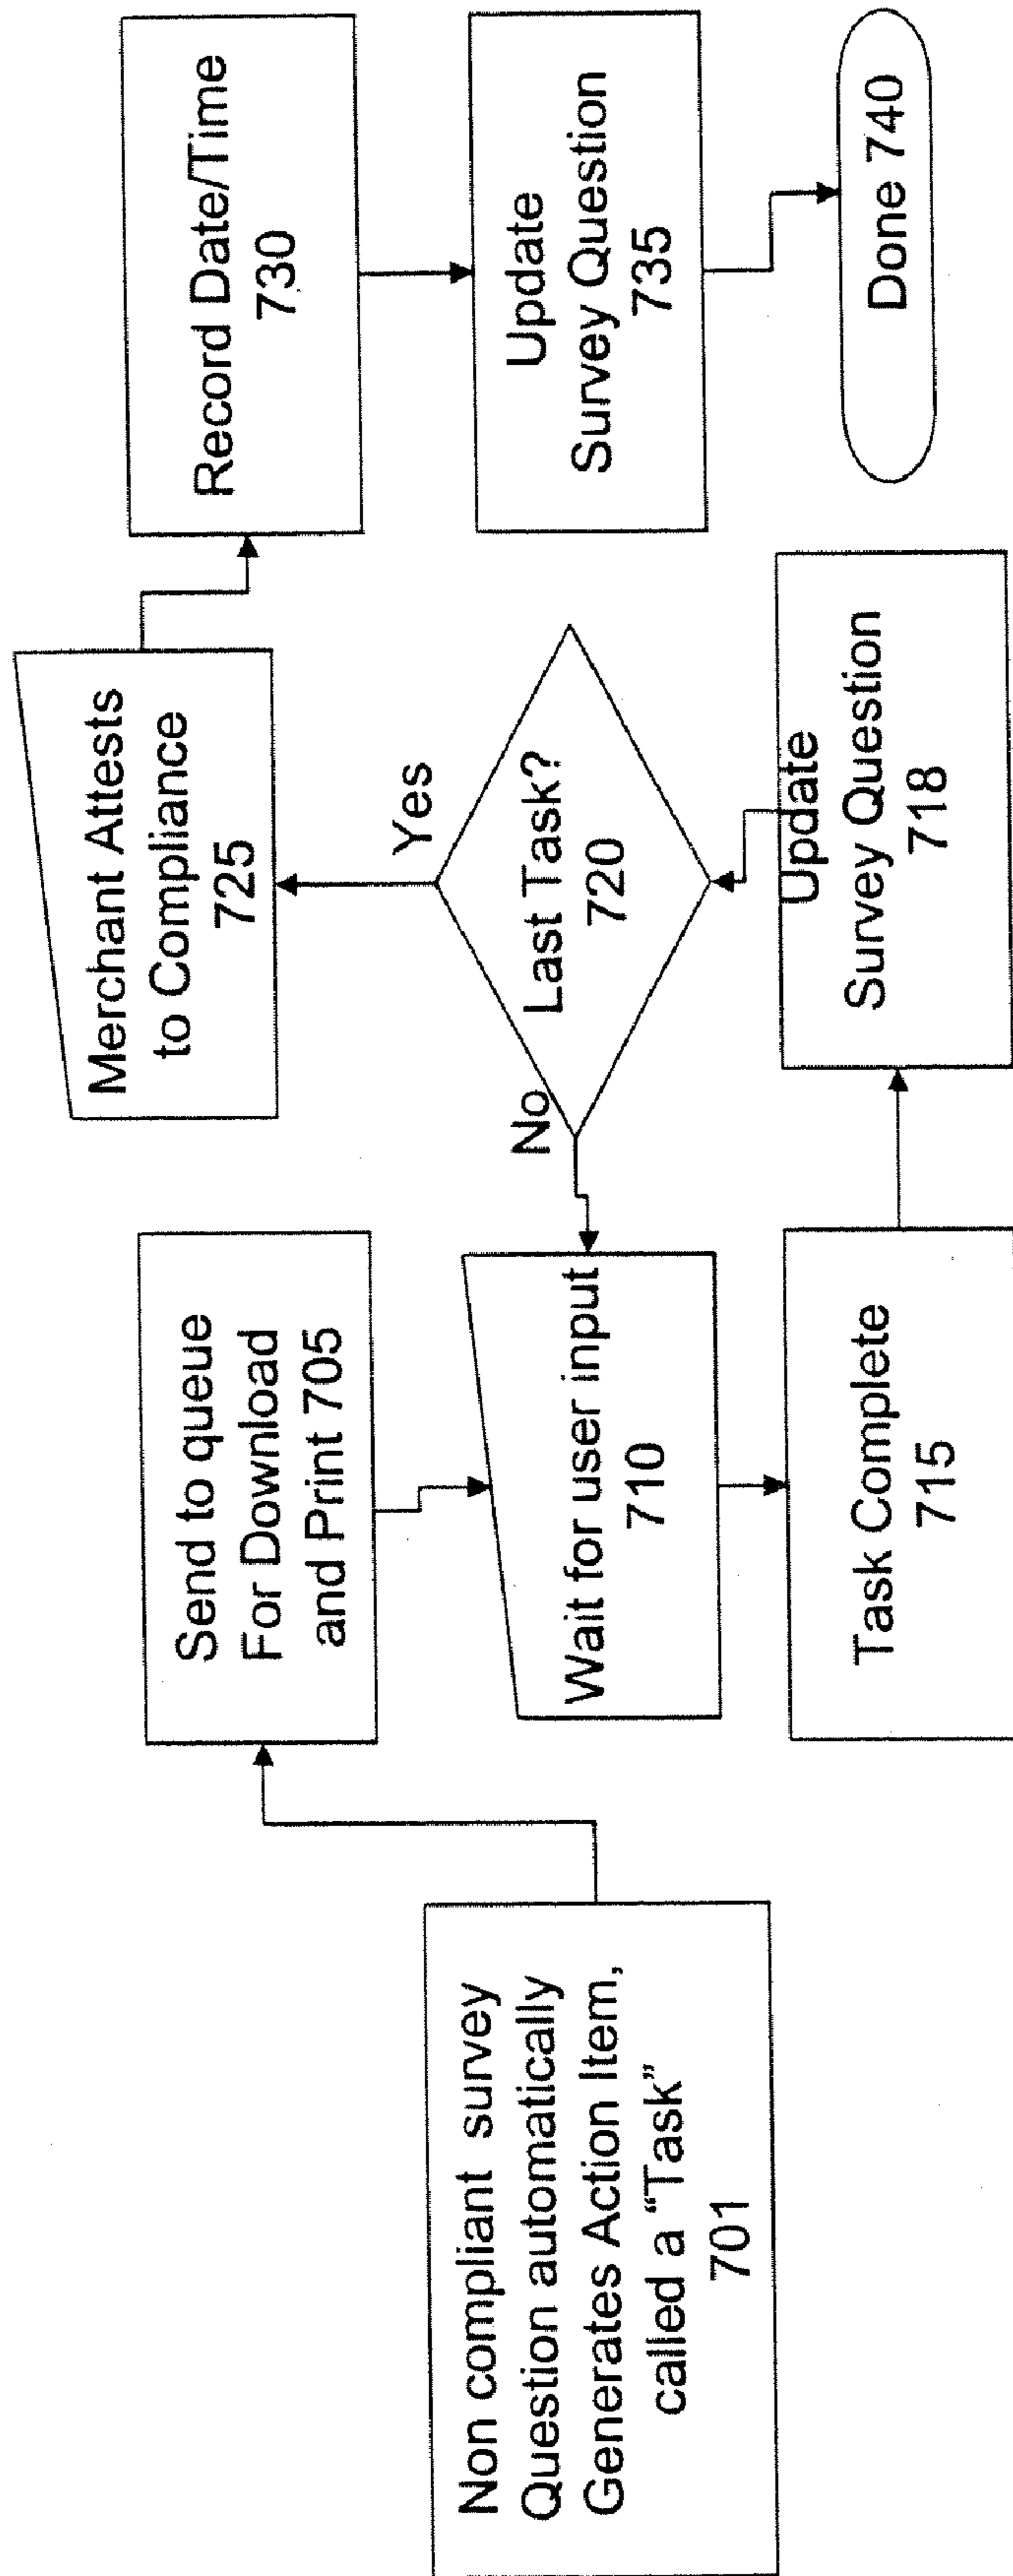 Non compliant survey
Question automatically
Generates Action Item,
called a “Task”
701
Send to queue
For Download
and Print 705
Wait for user input
710
Task Complete
715
Update
Survey Question
718
Last Task?
720
No
Yes
Merchant Attests
to Compliance
725
Record Date/Time
730
Update
Survey Question
735
Done 740